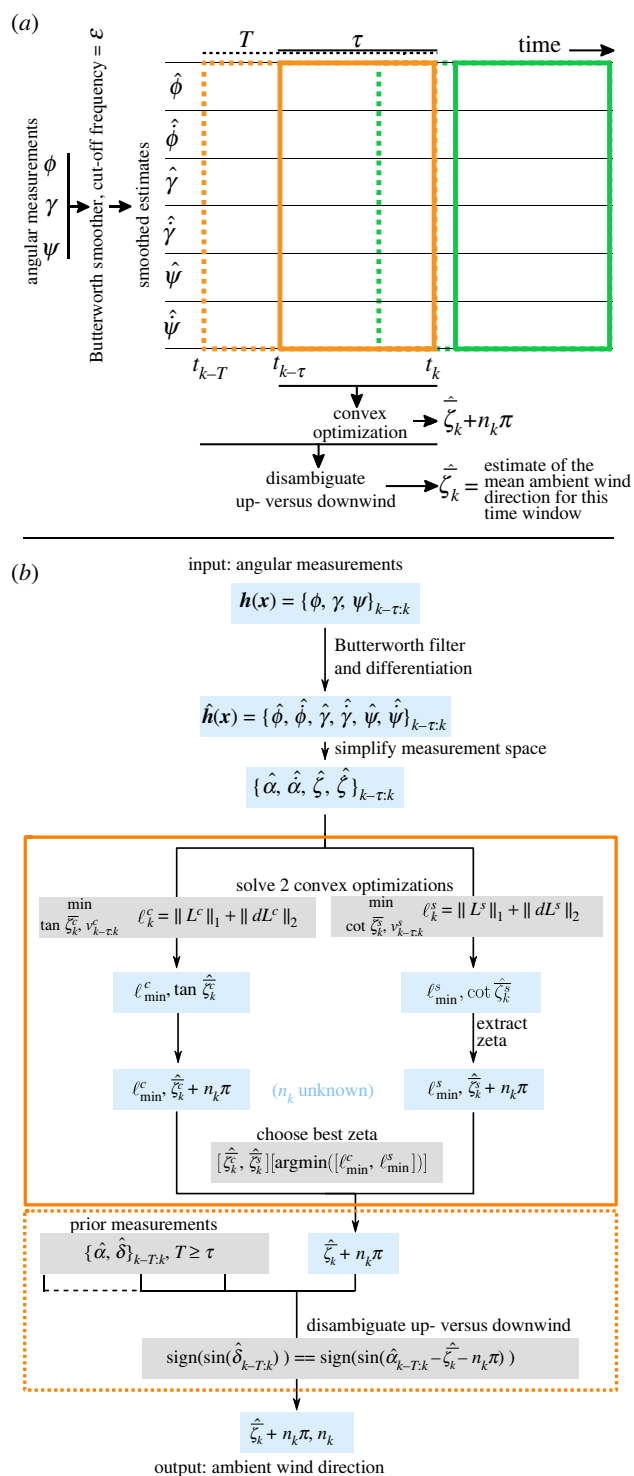 (a)
T
τ
time
angular measurements
ϕ
γ
ψ
Butterworth smoother, cut-off frequency = ε
smoothed estimates
ϕ̂
ϕ̇̂
γ̂
γ̇̂
ψ̂
ψ̇̂
t_{k−T}
t_{k−τ}
t_k
convex
optimization
ζ̄̂_k + n_kπ
disambiguate
up- versus downwind
ζ̄̂_k =
estimate of the
mean ambient wind
direction for this
time window
(b)
input: angular measurements
h(x) = {ϕ, γ, ψ}_{k−τ:k}
Butterworth filter
and differentiation
ĥ(x) = {ϕ̂, ϕ̇̂, γ̂, γ̇̂, ψ̂, ψ̇̂}_{k−τ:k}
simplify measurement space
{α̂, α̇̂, ζ̂, ζ̇̂}_{k−τ:k}
solve 2 convex optimizations
min
tan ζ̄^c_k, v^c_{k−τ:k}
ℓ^c_k = || L^c ||_1 + || dL^c ||_2
min
cot ζ̄^s_k, v^s_{k−τ:k}
ℓ^s_k = || L^s ||_1 + || dL^s ||_2
ℓ^c_min, tan ζ̄̂^c_k
ℓ^s_min, cot ζ̄̂^s_k
extract
zeta
ℓ^c_min, ζ̄̂^c_k + n_kπ
(n_k unknown)
ℓ^s_min, ζ̄̂^s_k + n_kπ
choose best zeta
[ζ̄̂^c_k, ζ̄̂^s_k][argmin([ℓ^c_min, ℓ^s_min])]
prior measurements
{α̂, δ̂}_{k−T:k}, T ≥ τ
ζ̄̂_k + n_kπ
disambiguate up- versus downwind
sign(sin(δ̂_{k−T:k}) ) == sign(sin(α̂_{k−T:k} − ζ̄̂_k − n_kπ) )
ζ̄̂_k + n_kπ, n_k
output: ambient wind direction